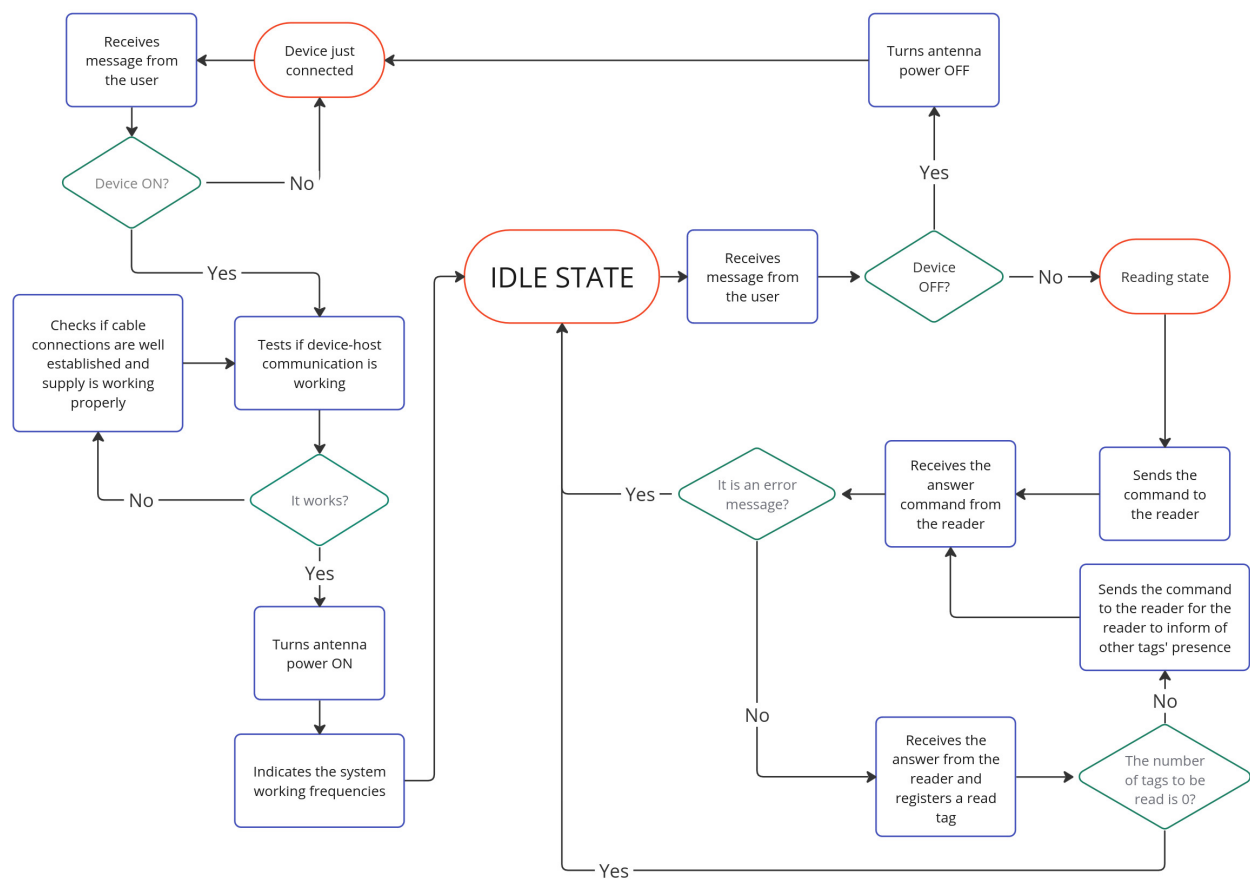 Receives
message from
the user
Device just
connected
Turns antenna
power OFF
Device ON?
No
Yes
Yes
IDLE STATE
Receives
message from
the user
Device
OFF?
No
Reading state
Checks if cable
connections are well
established and
supply is working
properly
Tests if device-host
communication is
working
It works?
No
Yes
Turns antenna
power ON
Indicates the system
working frequencies
Yes
It is an error
message?
Receives the
answer
command from
the reader
Sends the
command to
the reader
Sends the command
to the reader for the
reader to inform of
other tags' presence
No
No
Receives the
answer from the
reader and
registers a read
tag
The number
of tags to be
read is 0?
Yes